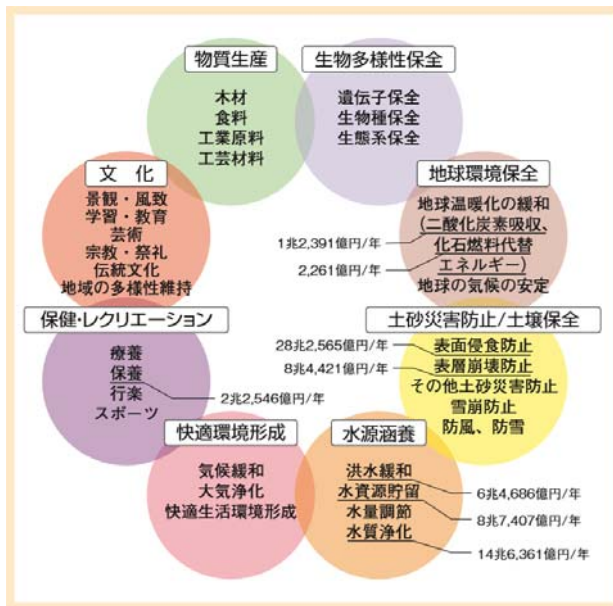 物質生産
木材
食料
工業原料
工芸材料
生物多様性保全
遺伝子保全
生物種保全
生態系保全
文 化
景観・風致
学習・教育
芸術
宗教・祭礼
伝統文化
地域の多様性維持
地球環境保全
地球温暖化の緩和
(二酸化炭素吸収、
化石燃料代替
エネルギー)
地球の気候の安定
1兆2,391億円/年
2,261億円/年
保健・レクリエーション
療養
保養
行楽
スポーツ
2兆2,546億円/年
土砂災害防止/土壌保全
表面侵食防止
表層崩壊防止
その他土砂災害防止
雪崩防止
防風、防雪
28兆2,565億円/年
8兆4,421億円/年
快適環境形成
気候緩和
大気浄化
快適生活環境形成
水源涵養
洪水緩和
水資源貯留
水量調節
水質浄化
6兆4,686億円/年
8兆7,407億円/年
14兆6,361億円/年